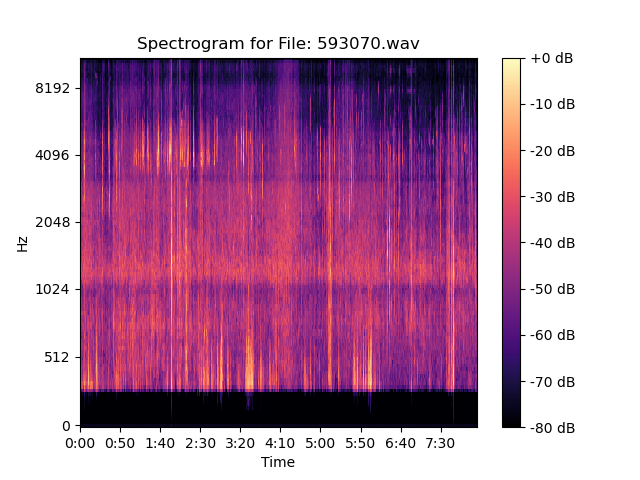 Spectrogram for File: 593070.wav
Hz
8192
4096
2048
1024
512
0
0:00 0:50 1:40 2:30 3:20 4:10 5:00 5:50 6:40 7:30
Time
+0 dB
-10 dB
-20 dB
-30 dB
-40 dB
-50 dB
-60 dB
-70 dB
-80 dB